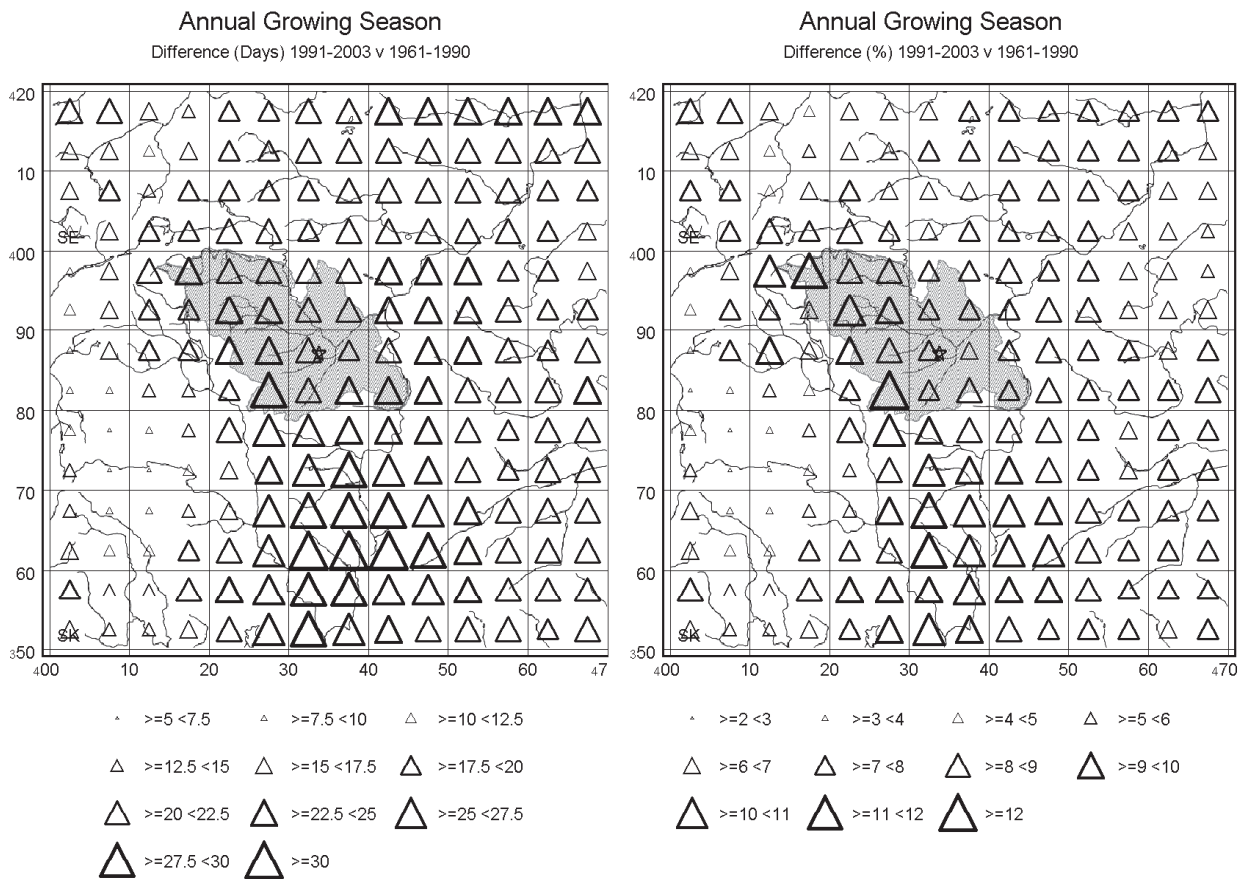 Annual Growing Season
Difference (Days) 1991-2003 v 1961-1990
420
10
SE
400
90
80
70
60
SK
350
400 10 20 30 40 50 60 47
>=5 <7.5 >=7.5 <10 >=10 <12.5
>=12.5 <15 >=15 <17.5 >=17.5 <20
>=20 <22.5 >=22.5 <25 >=25 <27.5
>=27.5 <30 >=30
Annual Growing Season
Difference (%) 1991-2003 v 1961-1990
420
10
SE
400
90
80
70
60
SK
350
400 10 20 30 40 50 60 470
>=2 <3 >=3 <4 >=4 <5 >=5 <6
>=6 <7 >=7 <8 >=8 <9 >=9 <10
>=10 <11 >=11 <12 >=12